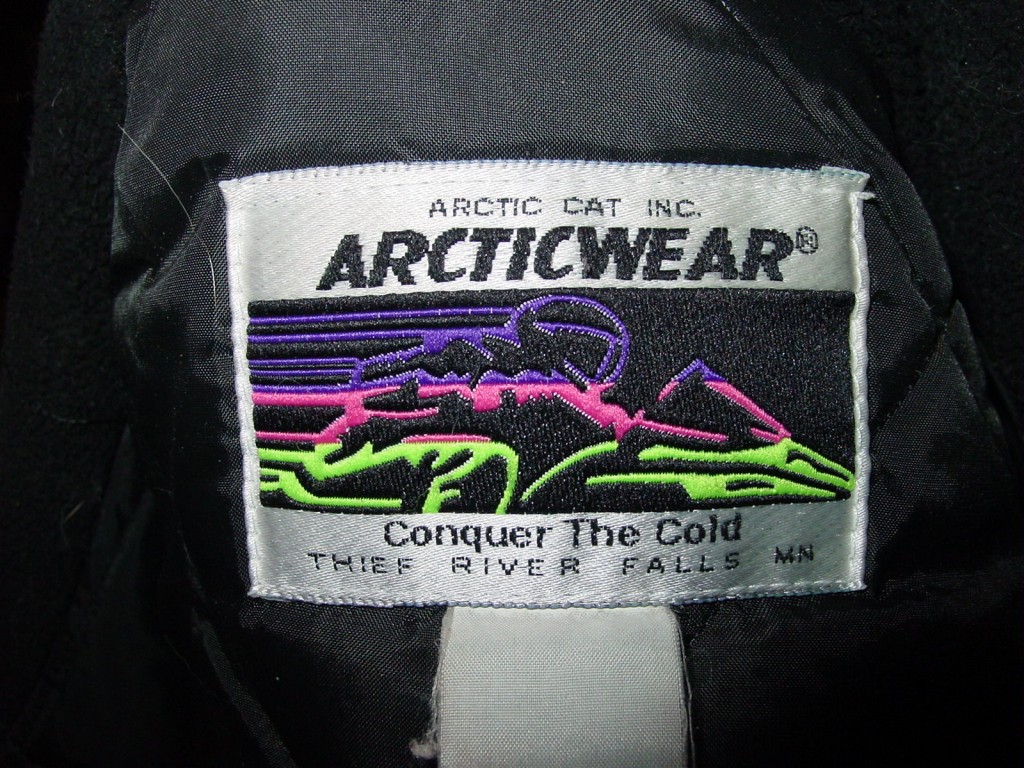 ARCTIC CAT INC.
ARCTICWEAR®
Conquer The Cold
THIEF RIVER FALLS MN